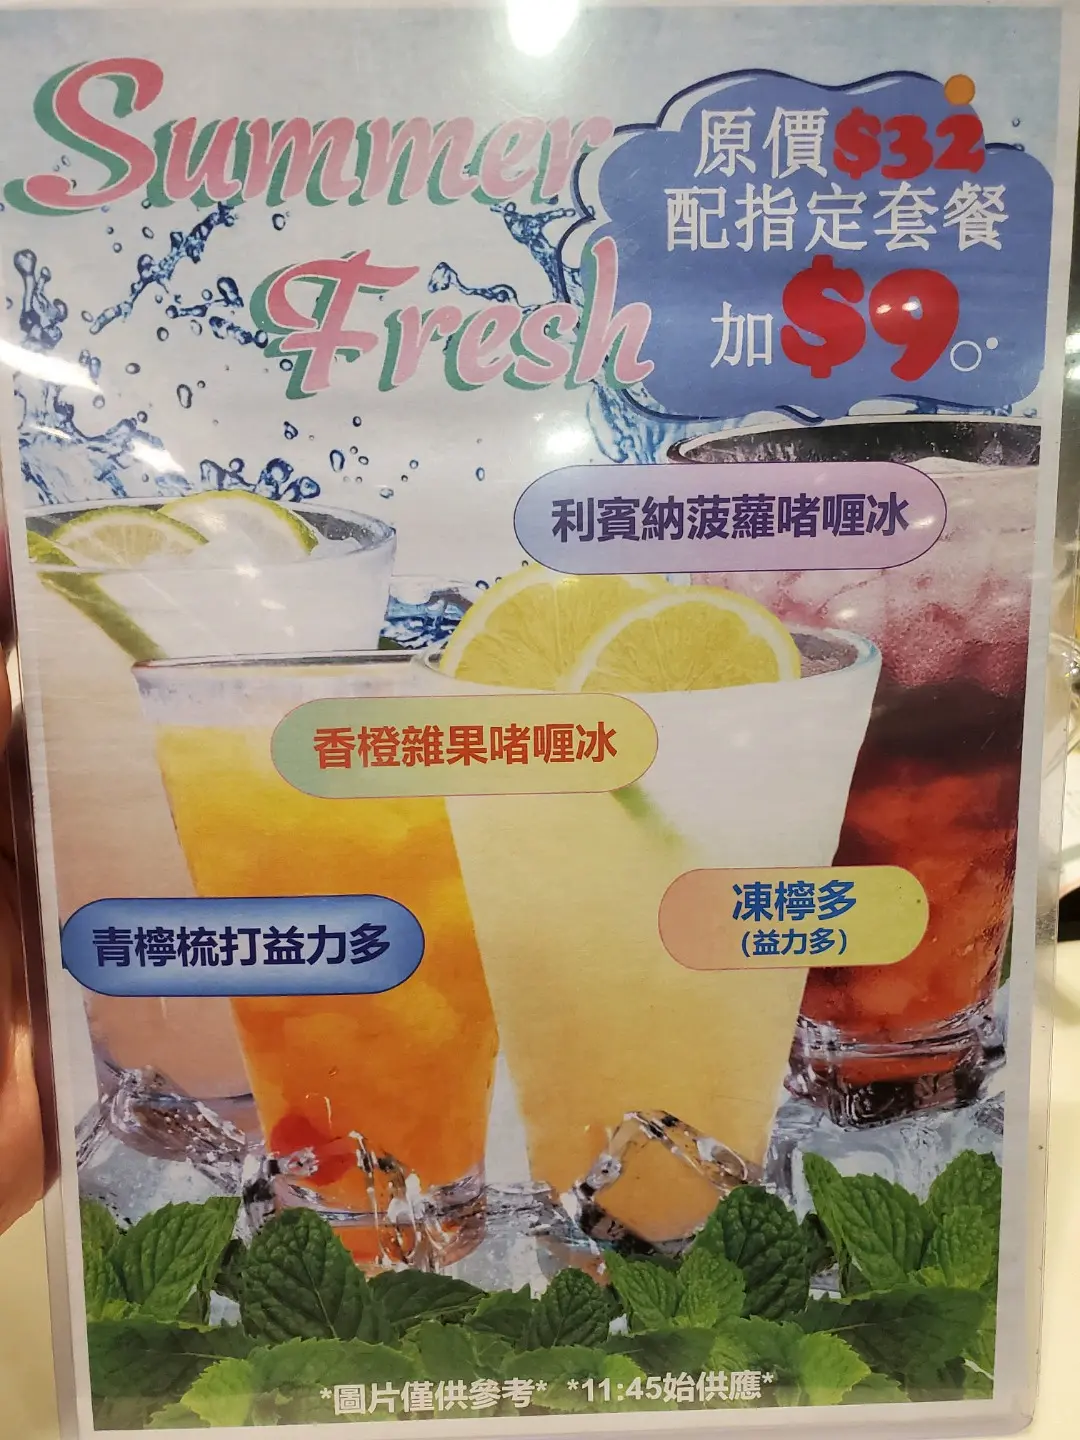 Summer
Fresh
原價$32
配指定套餐
加$9。
利賓納菠蘿啫喱冰
香橙雜果啫喱冰
凍檸多
(益力多)
青檸梳打益力多
*圖片僅供參考* *11:45始供應*